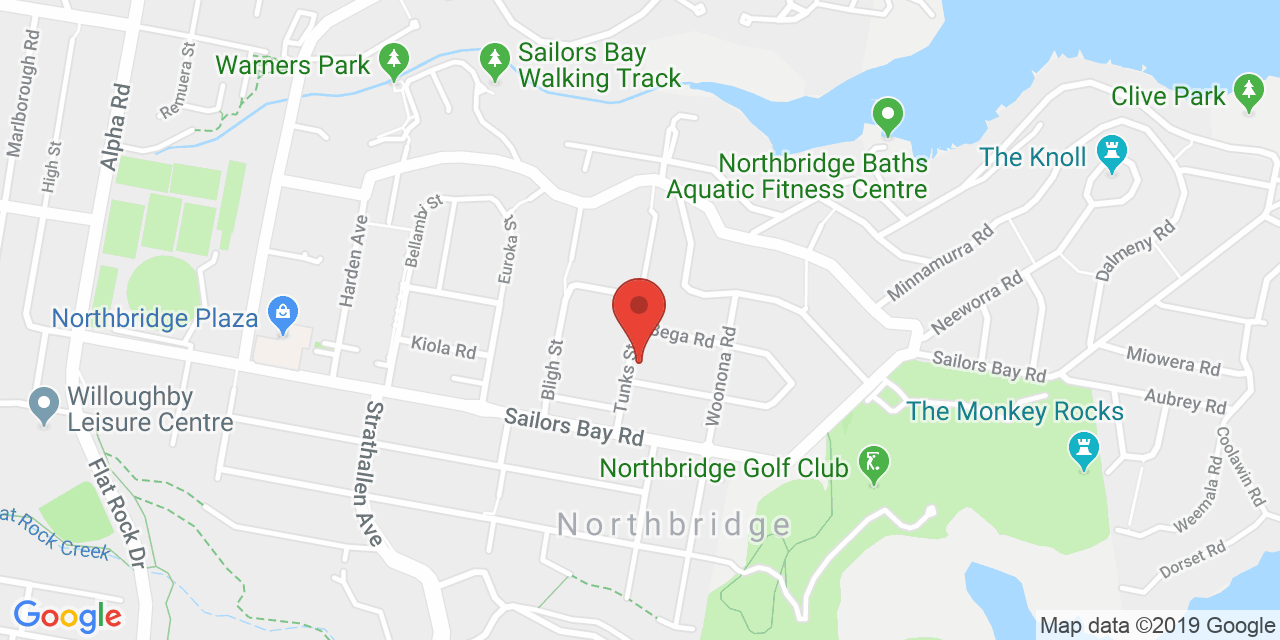 Marlborough Rd
Remuera St
Alpha Rd
High St
Warners Park
Sailors Bay
Walking Track
Clive Park
The Knoll
Northbridge Baths
Aquatic Fitness Centre
Harden Ave
Bellambi St
Euroka St
Minnamurra Rd
Dalmeny Rd
Neeworra Rd
Northbridge Plaza
Kiola Rd
Bligh St
Tunks St
Bega Rd
Woonona Rd
Sailors Bay Rd
Miowera Rd
Aubrey Rd
Willoughby
Leisure Centre
Strathallen Ave
Sailors Bay Rd
The Monkey Rocks
Coolawin Rd
Northbridge Golf Club
Weemala Rd
Flat Rock Dr
Northbridge
Rock Creek
Dorset Rd
Google
Map data ©2019 Google